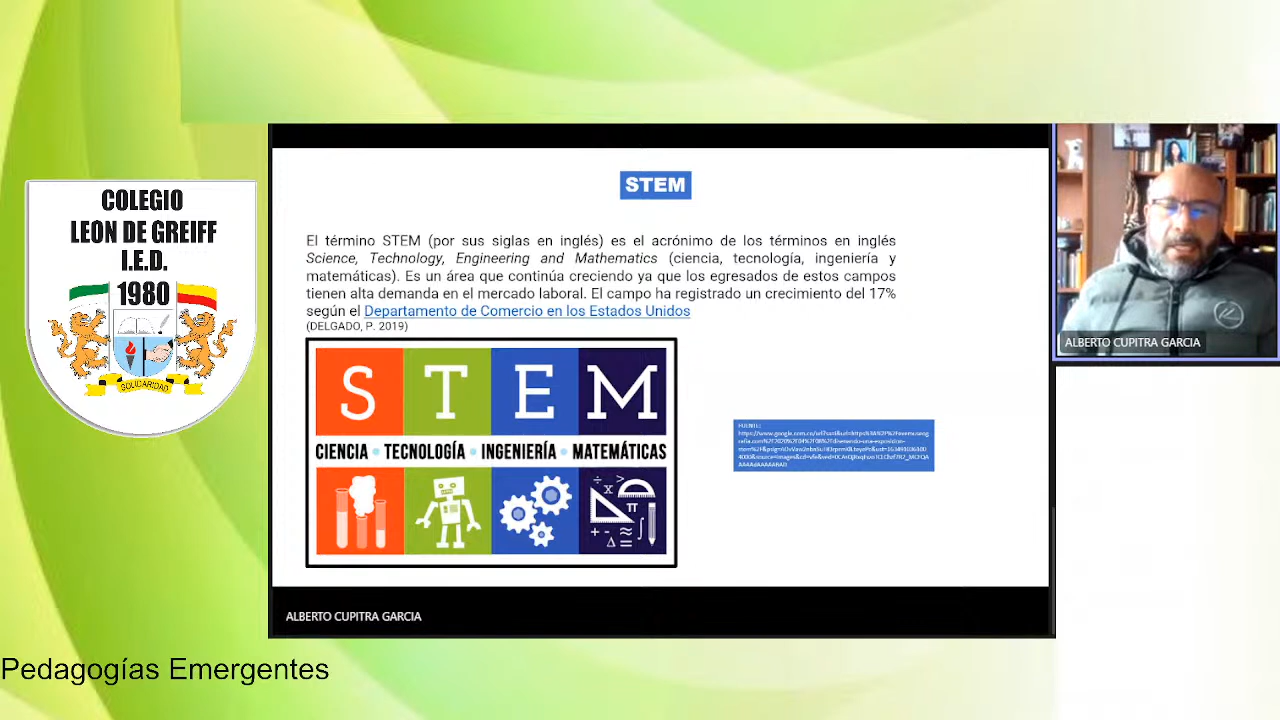 COLEGIO
LEON DE GREIFF
I.E.D.
1980
SOLIDARIDAD
STEM
El término STEM (por sus siglas en inglés) es el acrónimo de los términos en inglés
Science, Technology, Engineering and Mathematics (ciencia, tecnología, ingeniería y
matemáticas). Es un área que continúa creciendo ya que los egresados de estos campos
tienen alta demanda en el mercado laboral. El campo ha registrado un crecimiento del 17%
según el Departamento de Comercio en los Estados Unidos
(DELGADO, P. 2019)
S T E M
CIENCIA • TECNOLOGÍA • INGENIERÍA • MATEMÁTICAS
÷ x >
π
+ - ≈ ∫
Δ =
FUENTE:
ALBERTO CUPITRA GARCIA
ALBERTO CUPITRA GARCIA
Pedagogías Emergentes